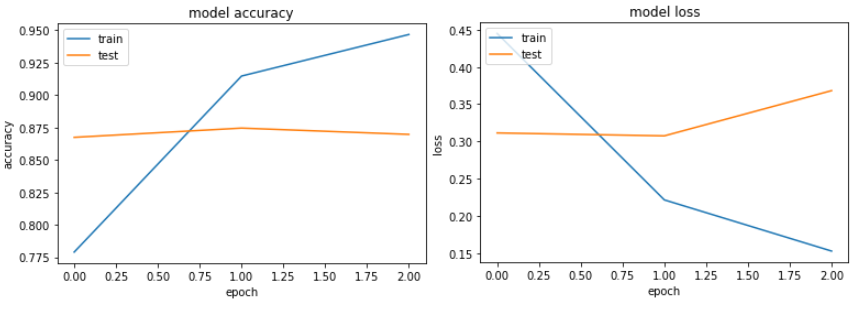 model accuracy
train
test
0.950
0.925
0.900
0.875
0.850
0.825
0.800
0.775
accuracy
0.00 0.25 0.50 0.75 1.00 1.25 1.50 1.75 2.00
epoch
model loss
train
test
0.45
0.40
0.35
0.30
0.25
0.20
0.15
loss
0.00 0.25 0.50 0.75 1.00 1.25 1.50 1.75 2.00
epoch